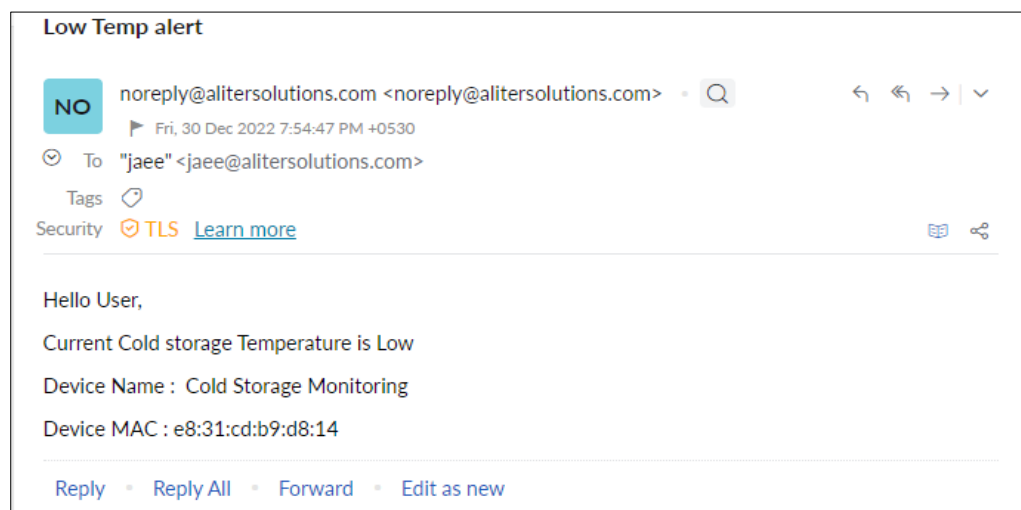 Low Temp alert
NO
noreply@alitersolutions.com <noreply@alitersolutions.com>
Fri, 30 Dec 2022 7:54:47 PM +0530
To "jaee" <jaee@alitersolutions.com>
Tags
Security TLS Learn more
Hello User,
Current Cold storage Temperature is Low
Device Name : Cold Storage Monitoring
Device MAC : e8:31:cd:b9:d8:14
Reply Reply All Forward Edit as new